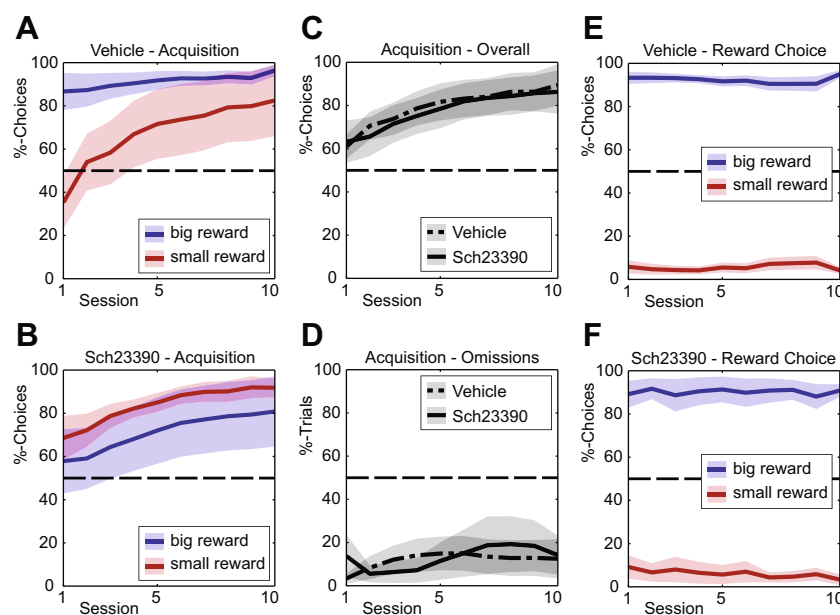 A
Vehicle - Acquisition
%-Choices
100
80
60
40
20
0
big reward
small reward
1
5
10
Session
B
Sch23390 - Acquisition
%-Choices
100
80
60
40
20
0
big reward
small reward
1
5
10
Session
C
Acquisition - Overall
%-Choices
100
80
60
40
20
0
Vehicle
Sch23390
1
5
10
Session
D
Acquisition - Omissions
%-Trials
100
80
60
40
20
0
Vehicle
Sch23390
1
5
10
Session
E
Vehicle - Reward Choice
%-Choices
100
80
60
40
20
0
big reward
small reward
1
5
10
Session
F
Sch23390 - Reward Choice
%-Choices
100
80
60
40
20
0
big reward
small reward
1
5
10
Session